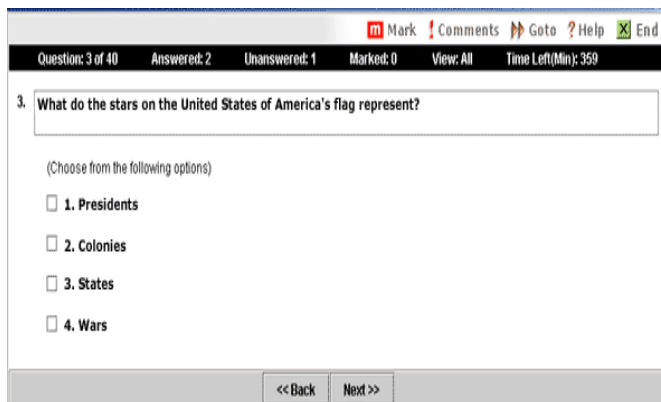 m Mark ! Comments Goto ? Help X End
Question: 3 of 40 Answered: 2 Unanswered: 1 Marked: 0 View: All Time Left(Min): 359
3. What do the stars on the United States of America's flag represent?
(Choose from the following options)
1. Presidents
2. Colonies
3. States
4. Wars
<< Back Next >>